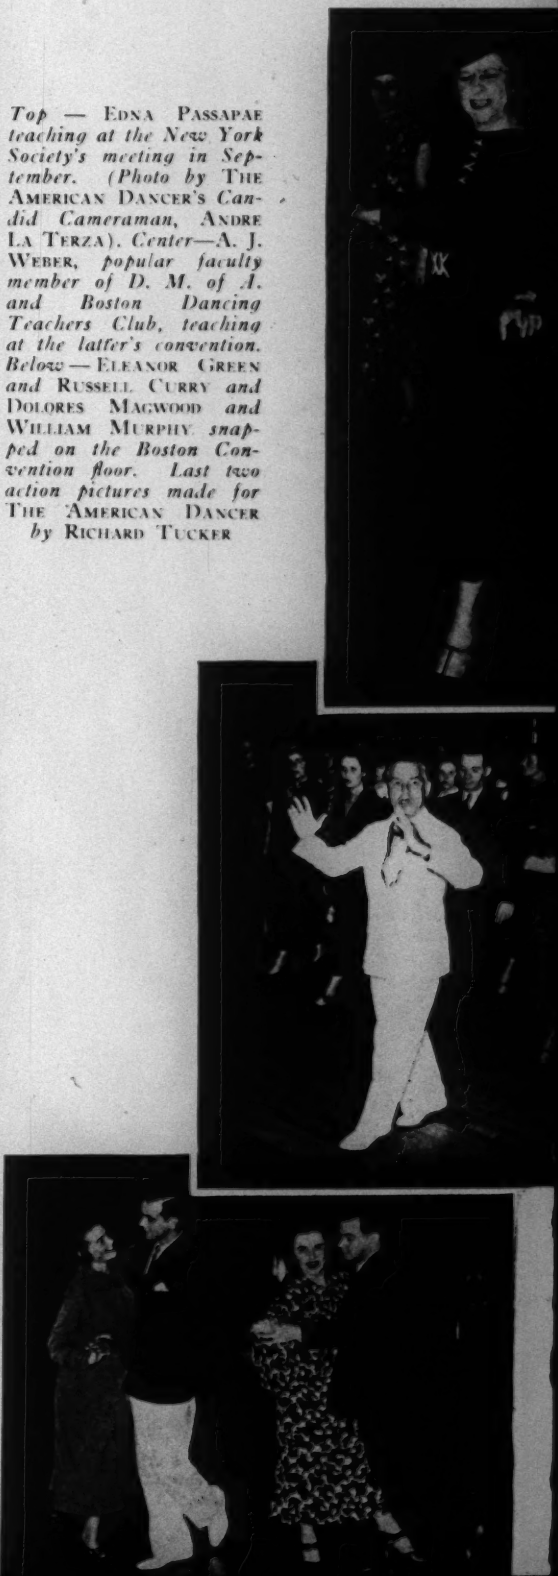 Top — EDNA PASSAPAE
teaching at the New York
Society's meeting in Sep-
tember. (Photo by THE
AMERICAN DANCER'S Can-
did Cameraman, ANDRE
LA TERZA). Center—A. J.
WEBER, popular faculty
member of D. M. of A.
and Boston Dancing
Teachers Club, teaching
at the latter's convention.
Below — ELEANOR GREEN
and RUSSELL CURRY and
DOLORES MAGWOOD and
WILLIAM MURPHY snap-
ped on the Boston Con-
vention floor. Last two
action pictures made for
THE AMERICAN DANCER
by RICHARD TUCKER